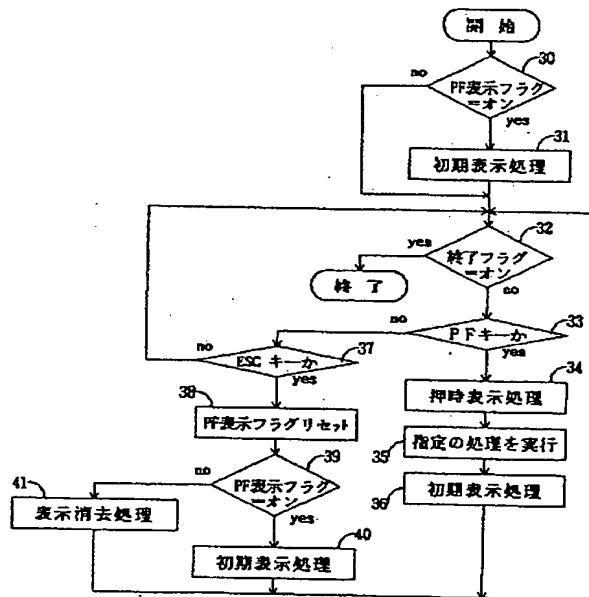 開始
30
no
PF表示フラグ
=オン
yes
31
初期表示処理
32
yes
終了フラグ
=オン
終了
no
no
PFキーか
33
no
ESCキーか
37
yes
yes
34
38
押時表示処理
PF表示フラグリセット
指定の処理を実行
35
39
no
PF表示フラグ
=オン
初期表示処理
36
41
表示消去処理
yes
40
初期表示処理